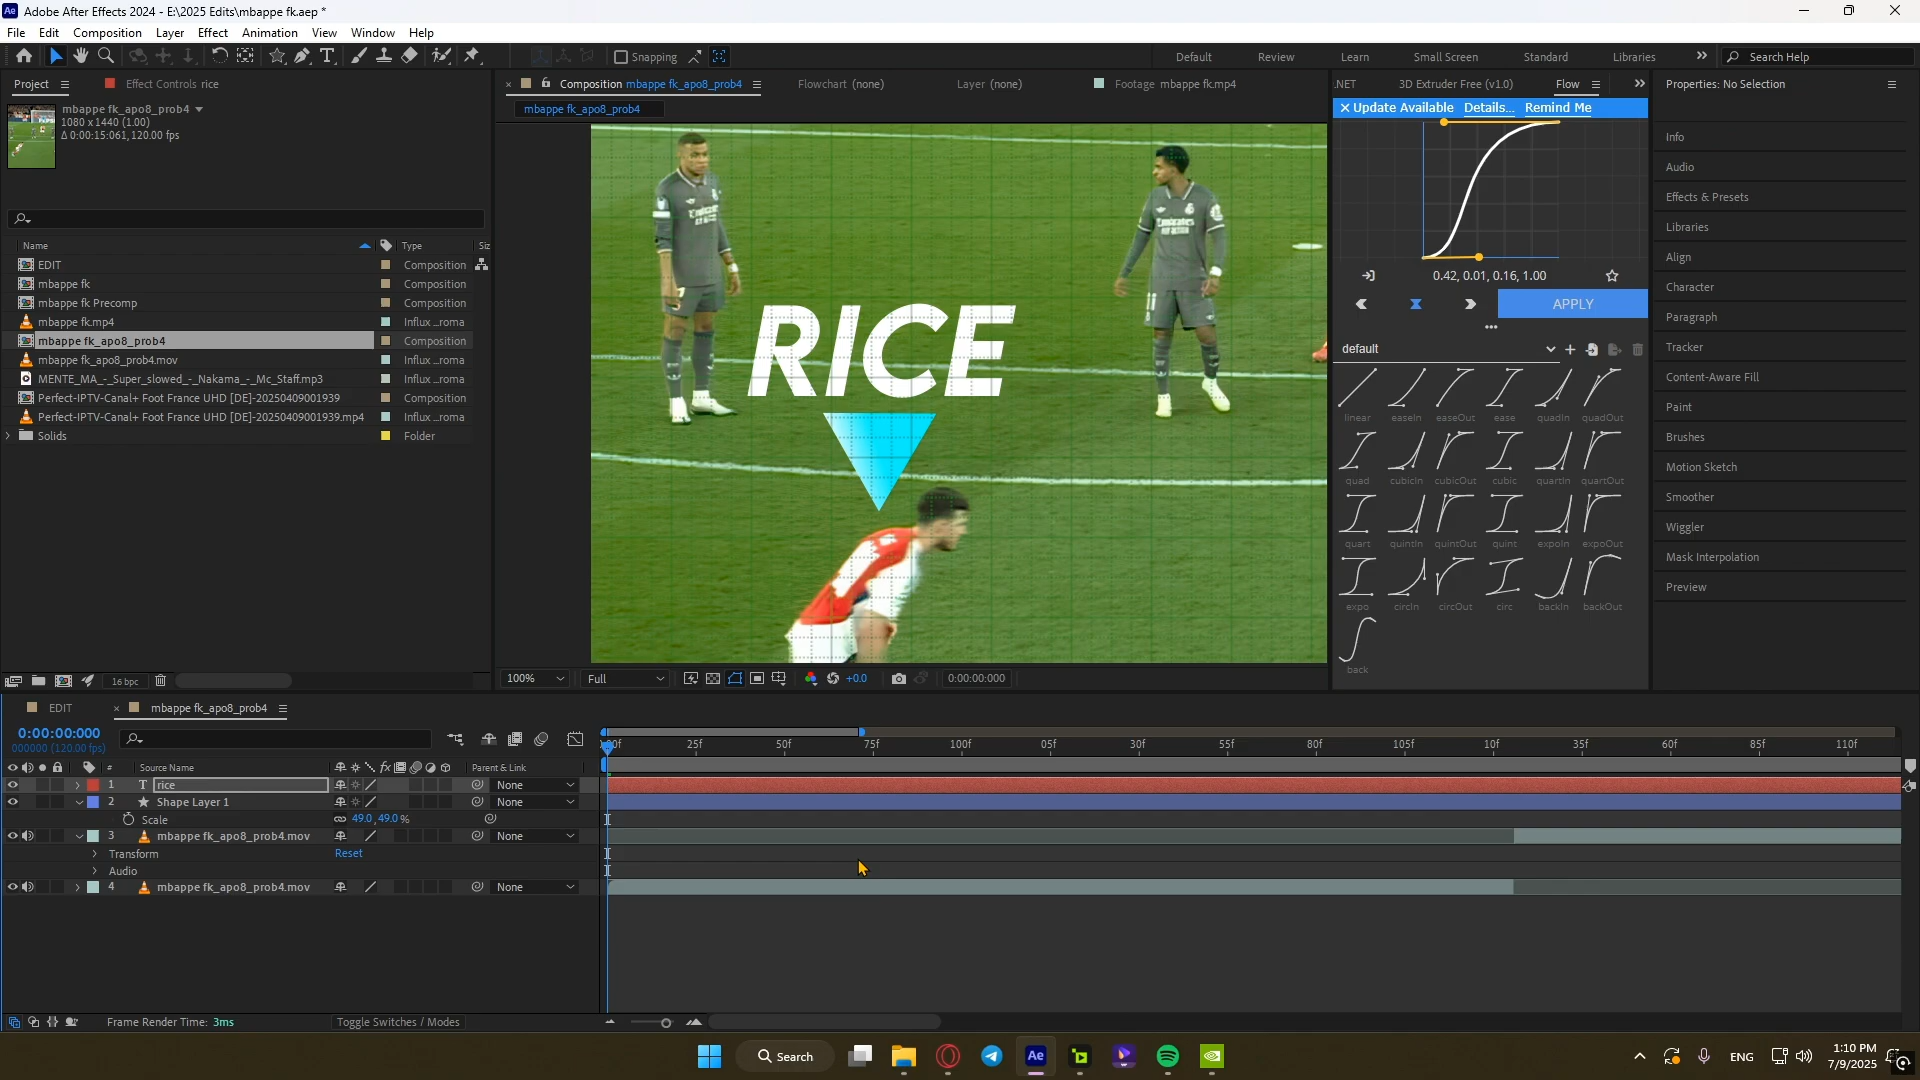 Adobe After Effects 2024 - E:\2025 Edits\mbappe fk.aep *
File Edit Composition Layer Effect Animation View Window Help
Snapping
Default Review Learn Small Screen Standard Libraries Search Help
Project Effect Controls rice
mbappe fk_apo8_prob4
1080 x 1440 (1.00)
Δ 0:00:15:061, 120.00 fps
Name Type Siz
EDIT Composition
mbappe fk Composition
mbappe fk Precomp Composition
mbappe fk.mp4 Influx ...roma
mbappe fk_apo8_prob4 Composition
mbappe fk_apo8_prob4.mov Influx ...roma
MENTE_MA_-_Super_slowed_-_Nakama_-_Mc_Staff.mp3 Influx ...roma
Perfect-IPTV-Canal+ Foot France UHD [DE]-20250409001939 Composition
Perfect-IPTV-Canal+ Foot France UHD [DE]-20250409001939.mp4 Influx ...roma
Solids Folder
16 bpc
Composition mbappe fk_apo8_prob4 Flowchart (none) Layer (none) Footage mbappe fk.mp4
mbappe fk_apo8_prob4
RICE
100% Full +0.0 0:00:00:000
.NET 3D Extruder Free (v1.0) Flow
Update Available Details... Remind Me
0.42, 0.01, 0.16, 1.00
APPLY
default
linear easeIn easeOut ease quadIn quadOut
quad cubicIn cubicOut cubic quartIn quartOut
quart quintIn quintOut quint expoIn expoOut
expo circIn circOut circ backIn backOut
back
Properties: No Selection
Info
Audio
Effects & Presets
Libraries
Align
Character
Paragraph
Tracker
Content-Aware Fill
Paint
Brushes
Motion Sketch
Smoother
Wiggler
Mask Interpolation
Preview
EDIT mbappe fk_apo8_prob4
0:00:00:000
000000 (120.00 fps)
25f 50f 75f 100f 05f 30f 55f 80f 105f 10f 35f 60f 85f 110f
# Source Name Parent & Link
1 rice None
2 Shape Layer 1 None
Scale 49.0, 49.0 %
3 mbappe fk_apo8_prob4.mov None
Transform Reset
Audio
4 mbappe fk_apo8_prob4.mov None
Frame Render Time: 3ms Toggle Switches / Modes
Search ENG 1:10 PM
7/9/2025